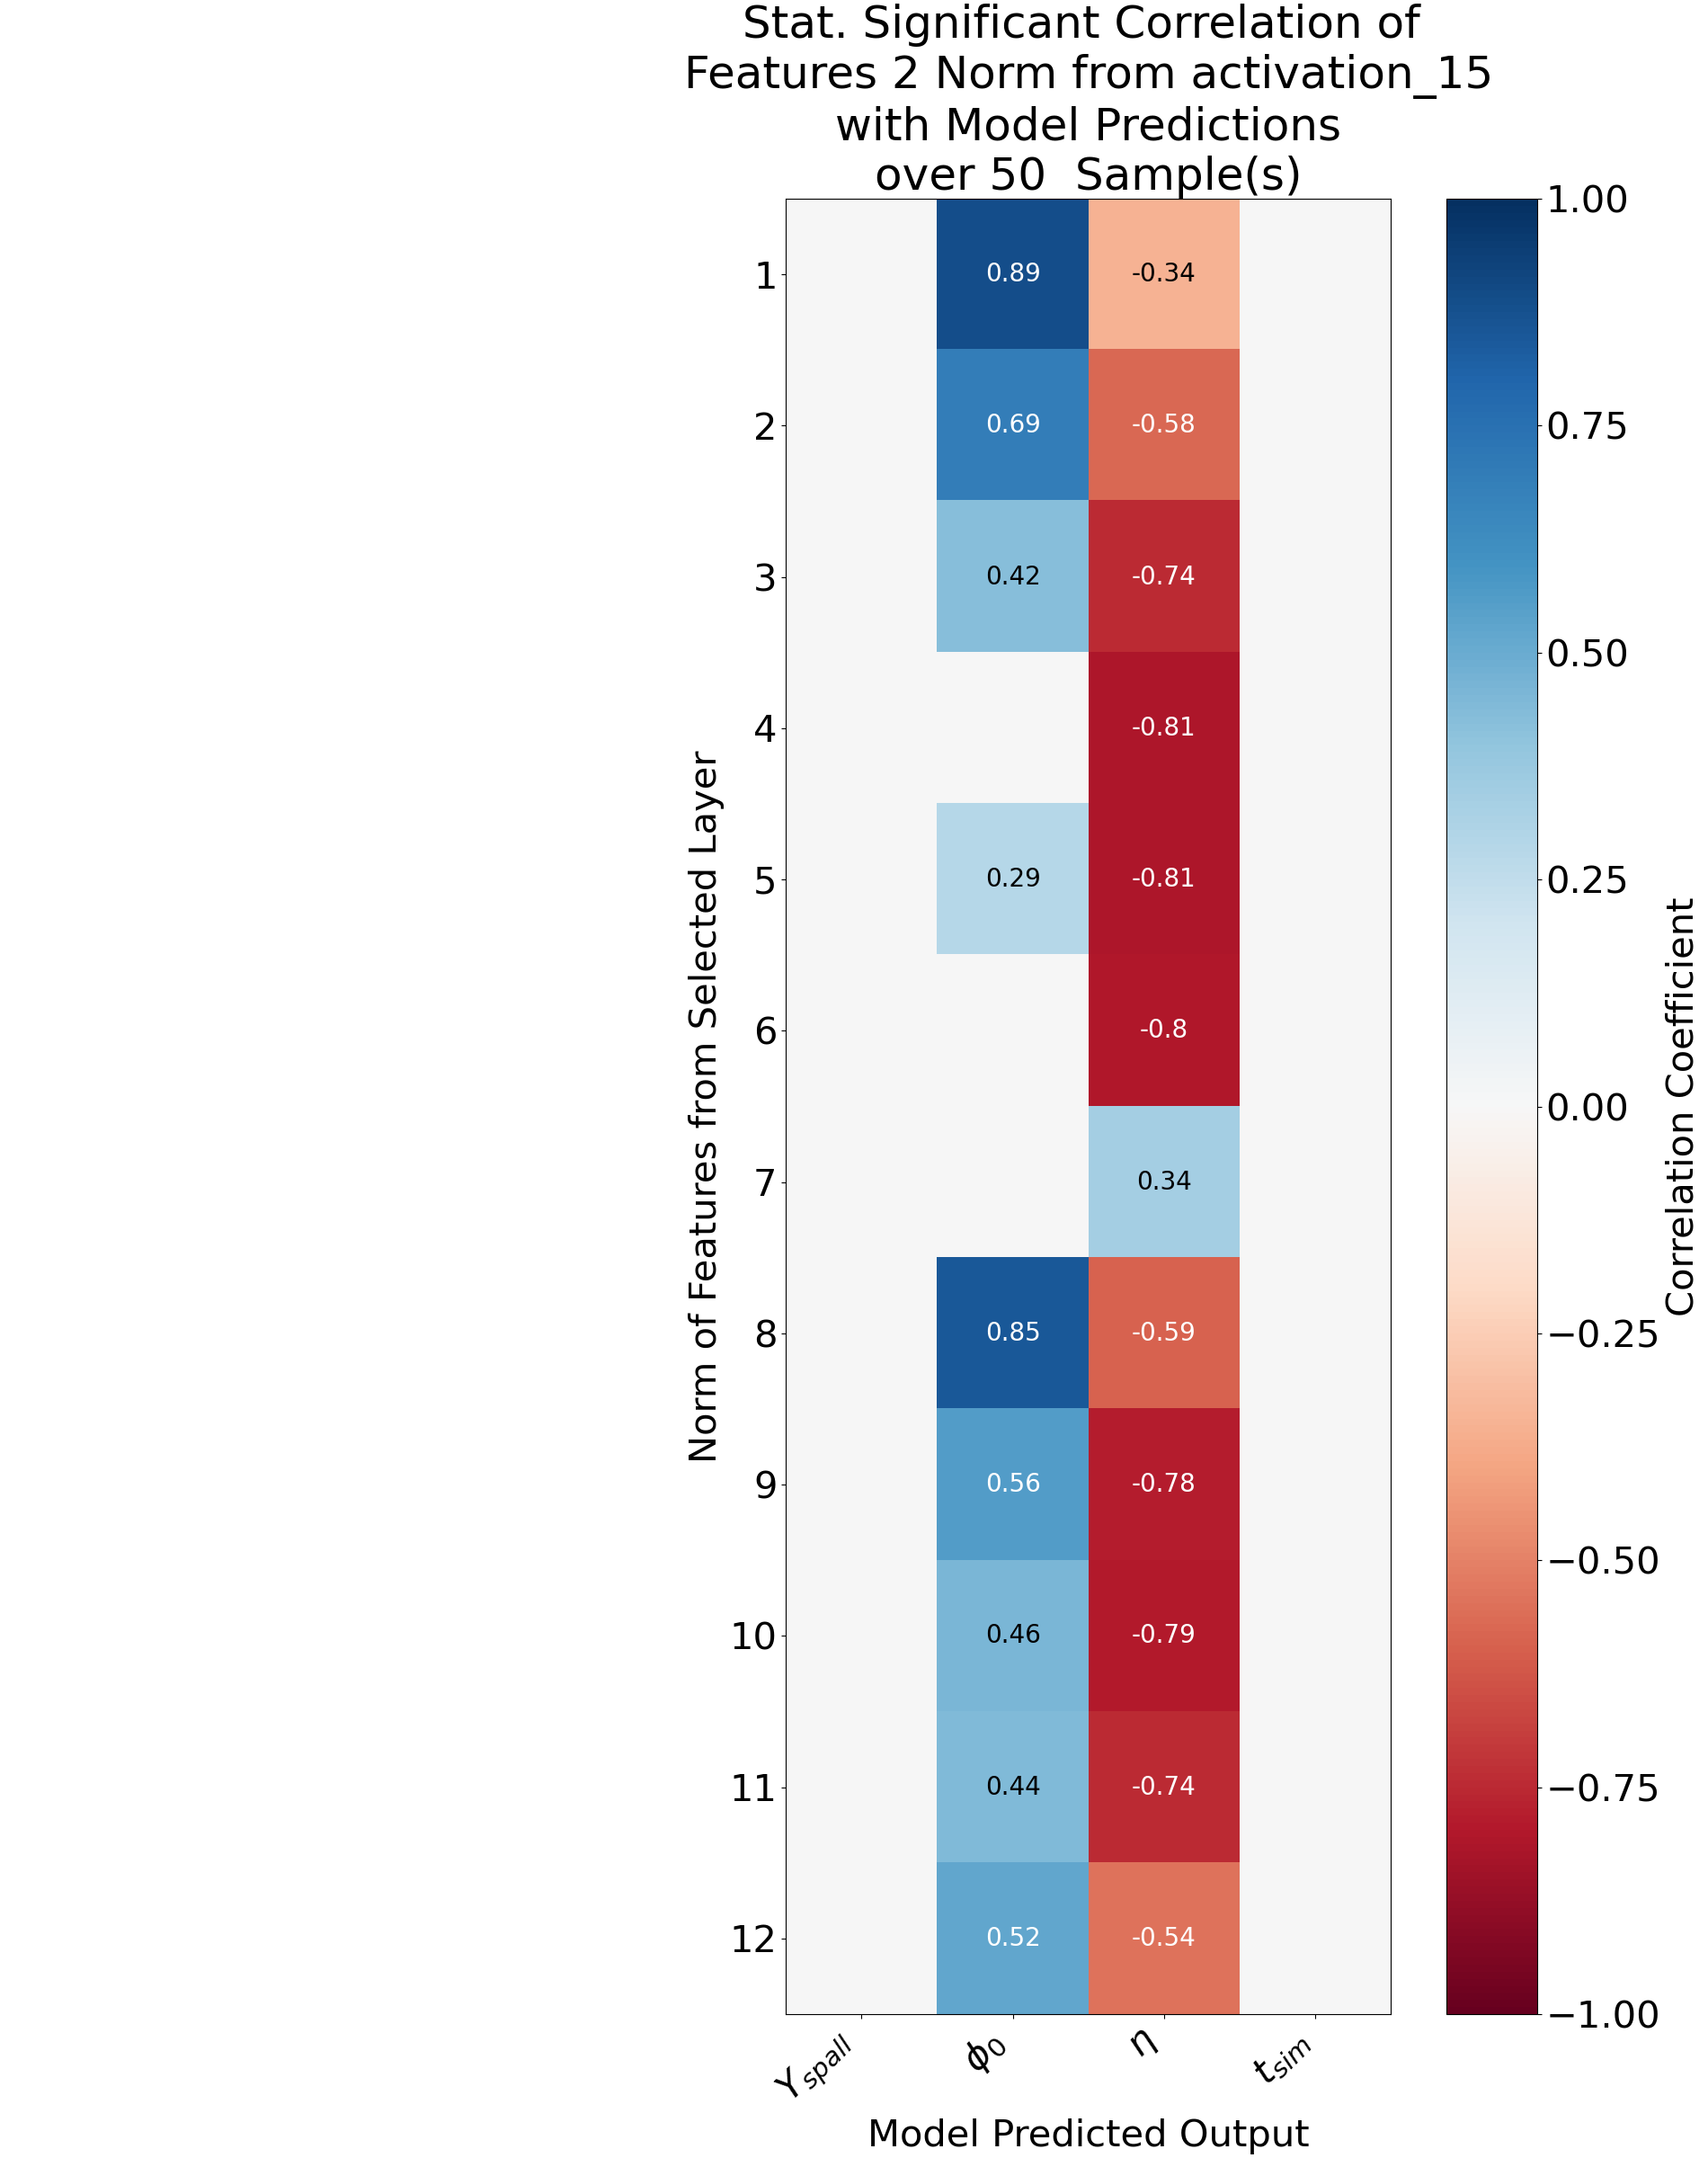 Stat. Significant Correlation of
Features 2 Norm from activation_15
with Model Predictions
over 50  Sample(s)
Norm of Features from Selected Layer
1 0.89 -0.34
2 0.69 -0.58
3 0.42 -0.74
4 -0.81
5 0.29 -0.81
6 -0.8
7 0.34
8 0.85 -0.59
9 0.56 -0.78
10 0.46 -0.79
11 0.44 -0.74
12 0.52 -0.54
Yspall ϕ0 η tsim
Model Predicted Output
1.00
0.75
0.50
0.25
0.00
−0.25
−0.50
−0.75
−1.00
Correlation Coefficient